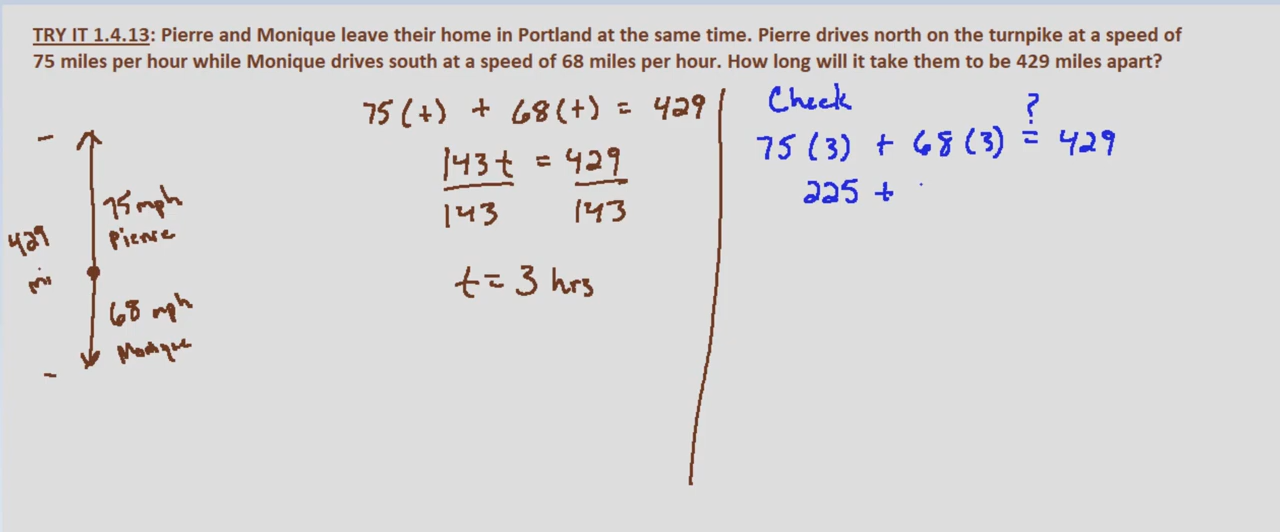 TRY IT 1.4.13: Pierre and Monique leave their home in Portland at the same time. Pierre drives north on the turnpike at a speed of
75 miles per hour while Monique drives south at a speed of 68 miles per hour. How long will it take them to be 429 miles apart?
75 mph
Pierre
429
mi
68 mph
Monique
75(t) + 68(t) = 429
143t = 429
143 143
t = 3 hrs
Check
?
75(3) + 68(3) = 429
225 +